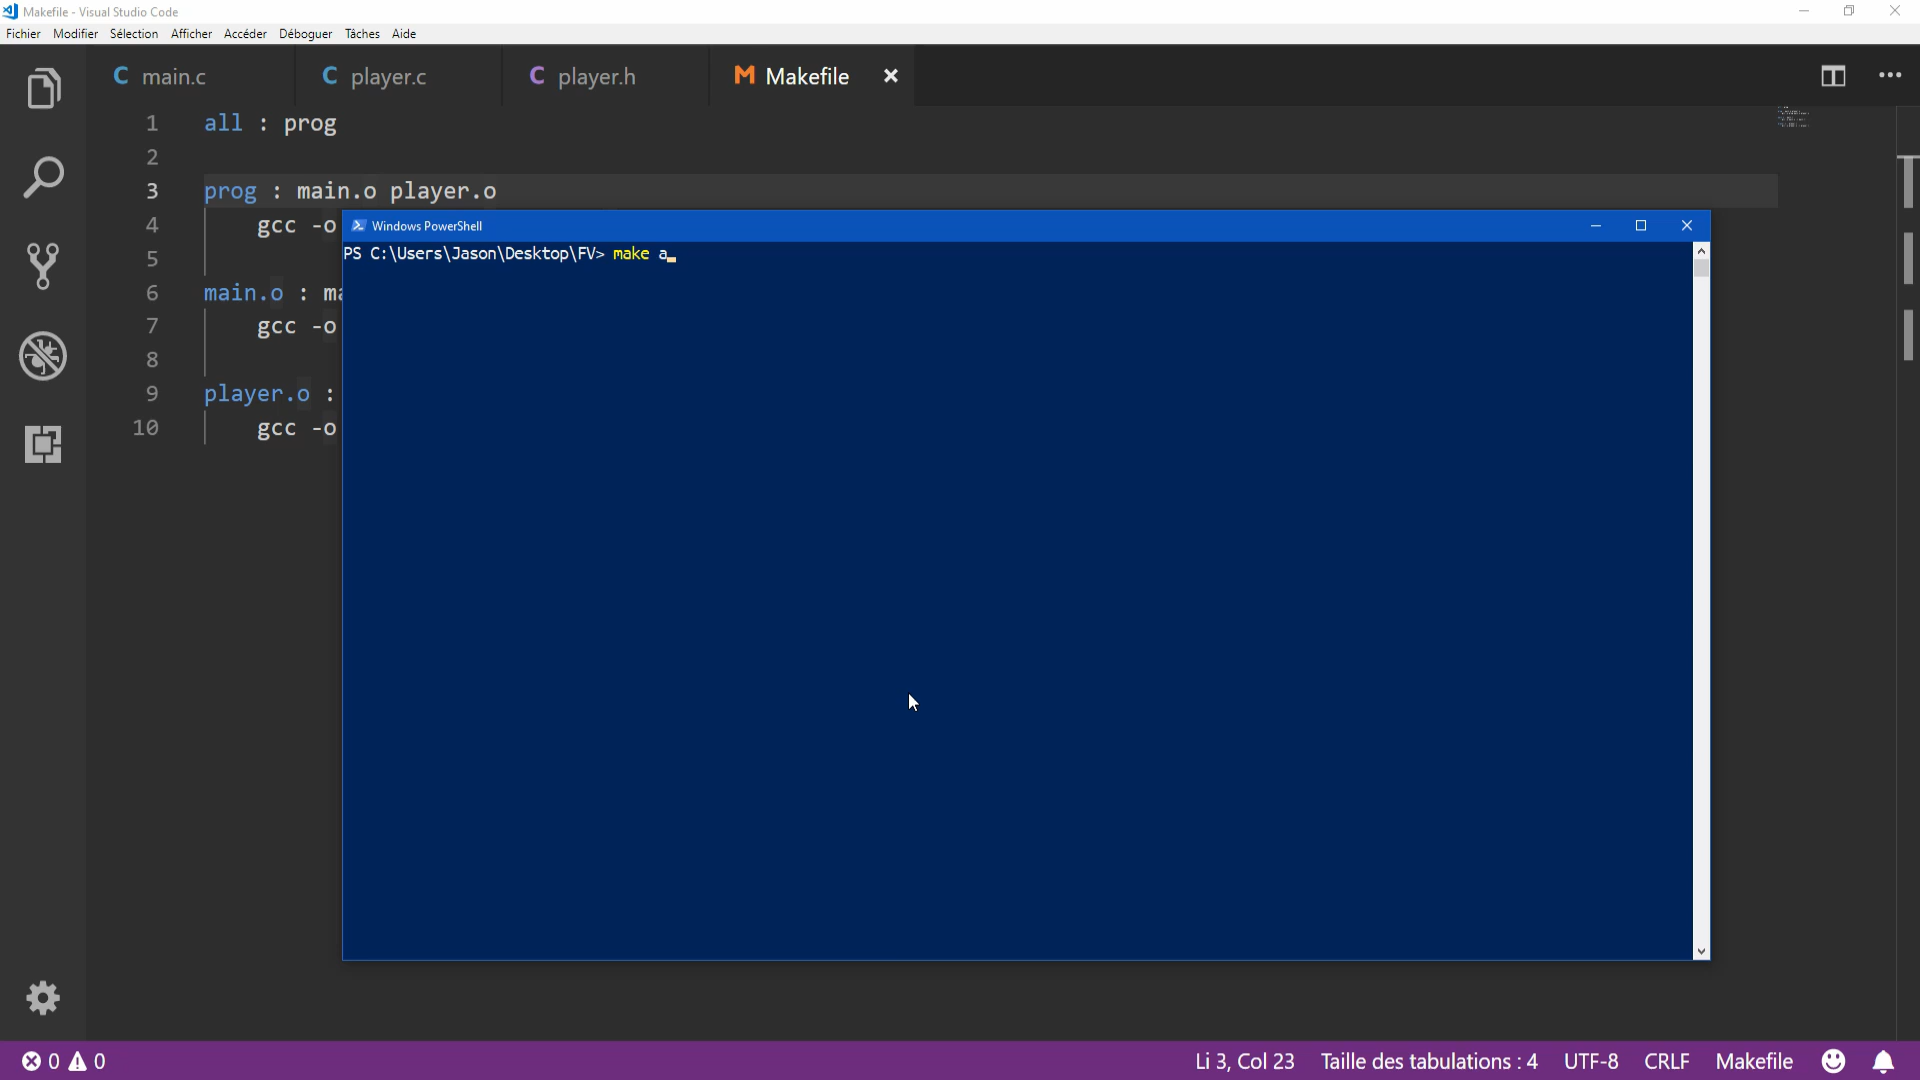 Makefile - Visual Studio Code
Fichier Modifier Sélection Afficher Accéder Déboguer Tâches Aide
C main.c C player.c C player.h M Makefile
1 all : prog
2
3 prog : main.o player.o
4 gcc -o
5
6 main.o : ma
7 gcc -o
8
9 player.o :
10 gcc -o
Windows PowerShell
PS C:\Users\Jason\Desktop\FV> make a_
0 0 Li 3, Col 23 Taille des tabulations : 4 UTF-8 CRLF Makefile